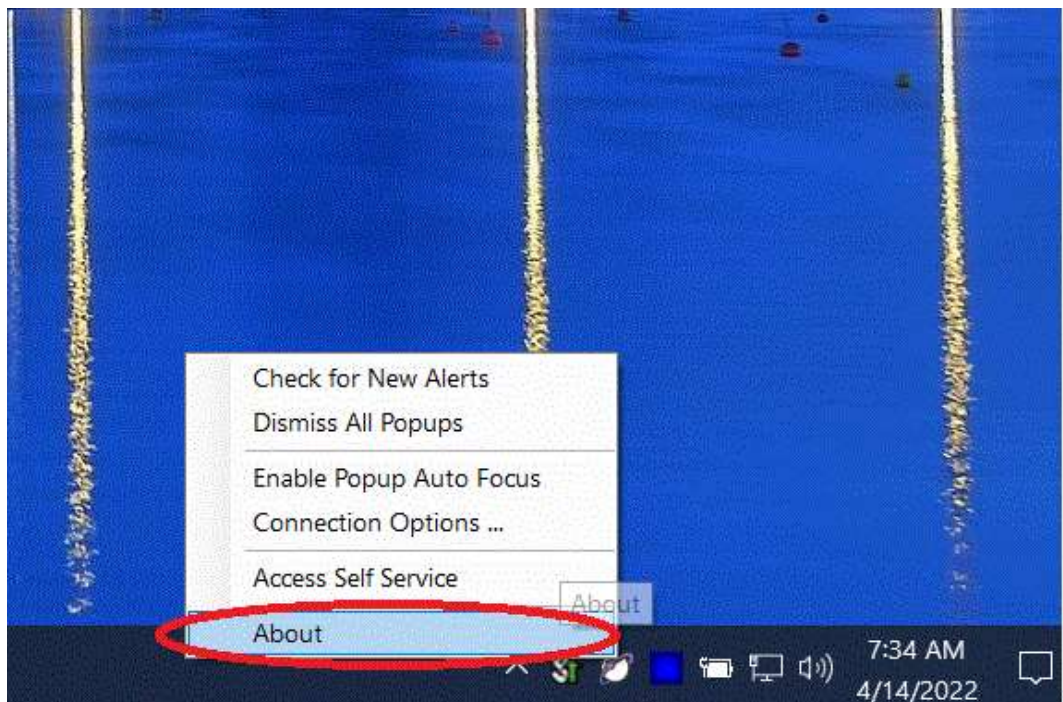 Check for New Alerts
Dismiss All Popups
Enable Popup Auto Focus
Connection Options ...
Access Self Service
About
About
7:34 AM
4/14/2022